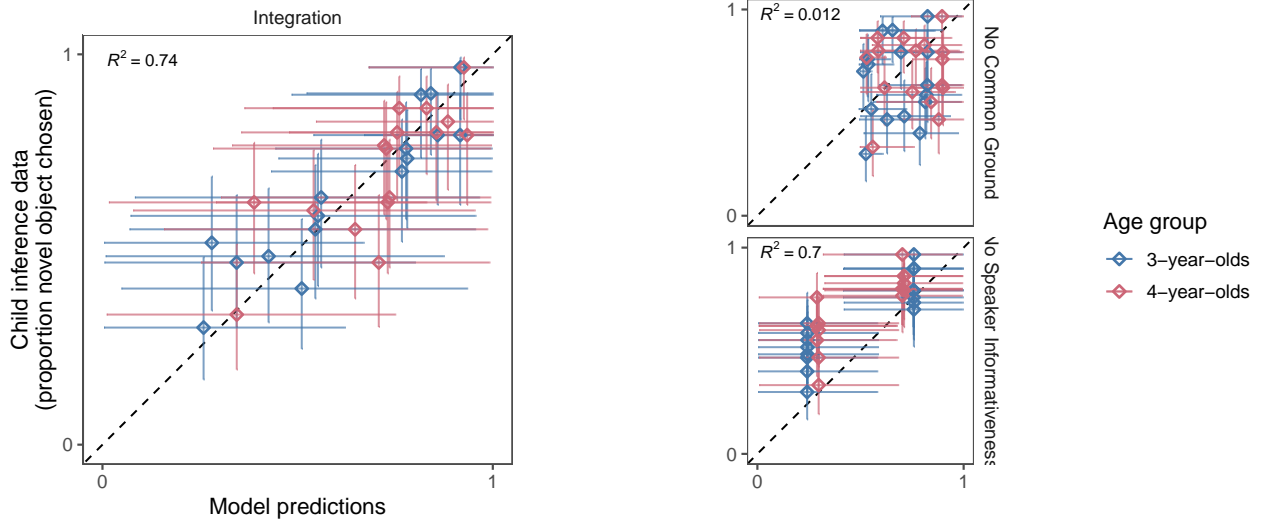 Integration
R² = 0.74
1
0
0
1
Child inference data
(proportion novel object chosen)
Model predictions
R² = 0.012
1
0
No Common Ground
R² = 0.7
1
0
0
1
No Speaker Informativeness
Age group
3−year−olds
4−year−olds